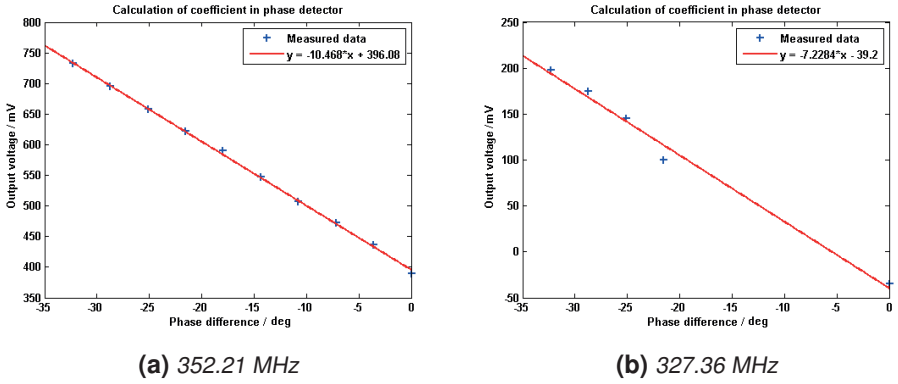 Calculation of coefficient in phase detector
800
750
700
650
600
550
500
450
400
350
Output voltage / mV
Measured data
y = -10.468*x + 396.08
-35 -30 -25 -20 -15 -10 -5 0
Phase difference / deg
(a) 352.21 MHz
Calculation of coefficient in phase detector
250
200
150
100
50
0
50
Output voltage / mV
Measured data
y = -7.2284*x - 39.2
-35 -30 -25 -20 -15 -10 -5 0
Phase difference / deg
(b) 327.36 MHz